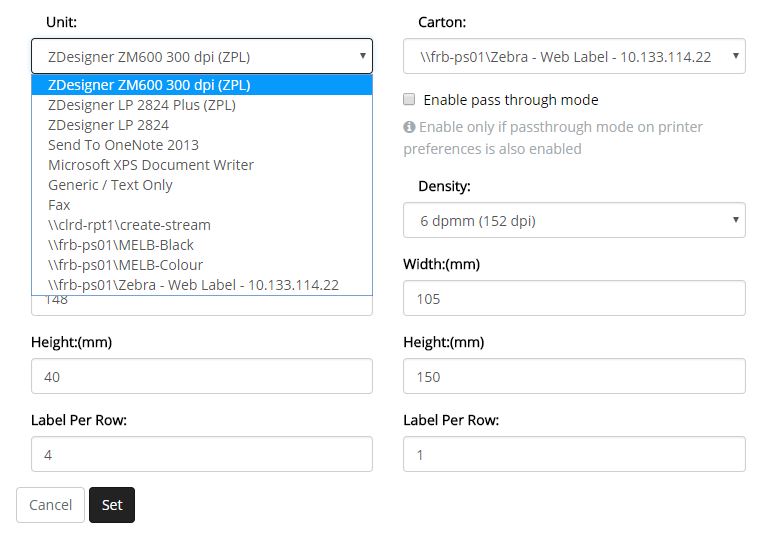 Unit:
ZDesigner ZM600 300 dpi (ZPL)
ZDesigner ZM600 300 dpi (ZPL)
ZDesigner LP 2824 Plus (ZPL)
ZDesigner LP 2824
Send To OneNote 2013
Microsoft XPS Document Writer
Generic / Text Only
Fax
\\clrd-rpt1\create-stream
\\frb-ps01\MELB-Black
\\frb-ps01\MELB-Colour
\\frb-ps01\Zebra - Web Label - 10.133.114.22
148
Height:(mm)
40
Label Per Row:
4
Carton:
\\frb-ps01\Zebra - Web Label - 10.133.114.22
Enable pass through mode
Enable only if passthrough mode on printer
preferences is also enabled
Density:
6 dpmm (152 dpi)
Width:(mm)
105
Height:(mm)
150
Label Per Row:
1
Cancel
Set